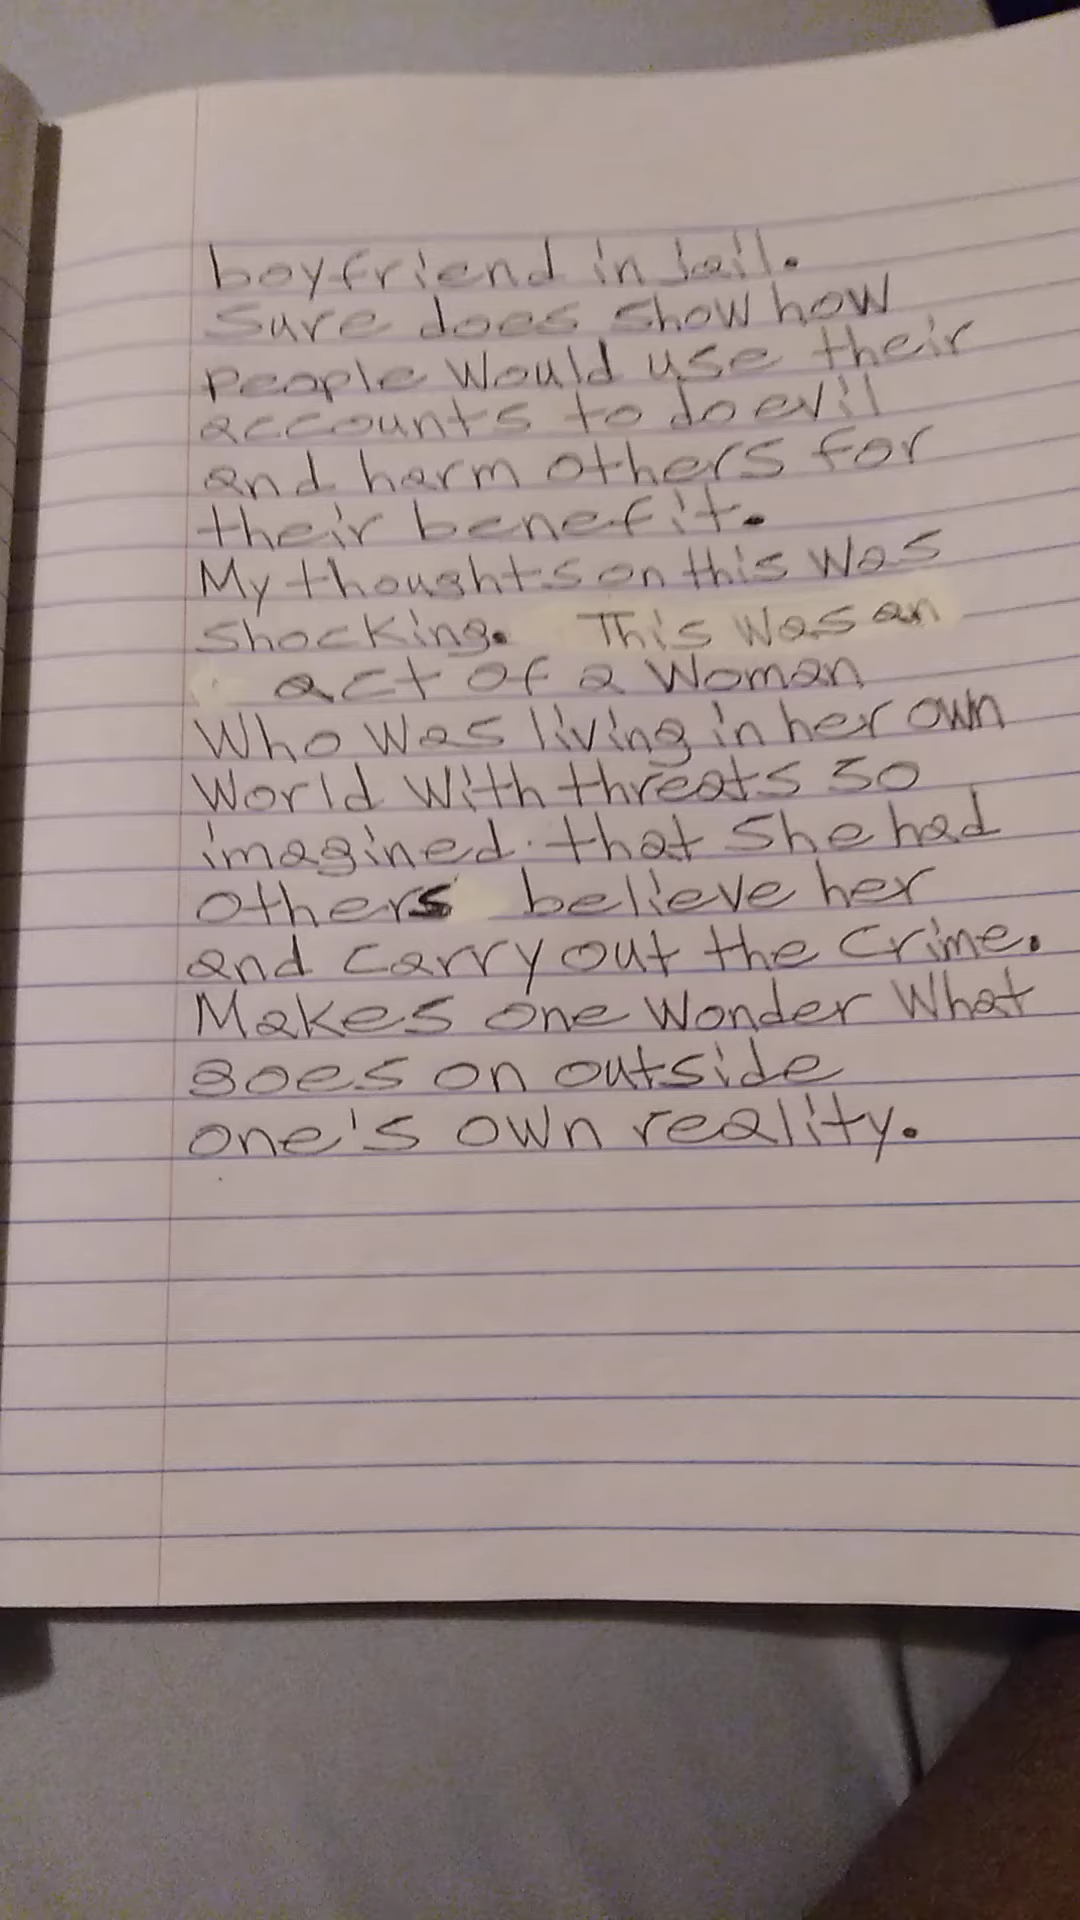 boyfriend in jail.
Sure does show how
people would use their
accounts to do evil
and harm others for
their benefit.
My thoughts on this was
shocking. This was an
act of a woman
Who was living in her own
World With threats so
imagined that she had
others believe her
and carry out the crime.
Makes one wonder What
goes on outside
one's own reality.